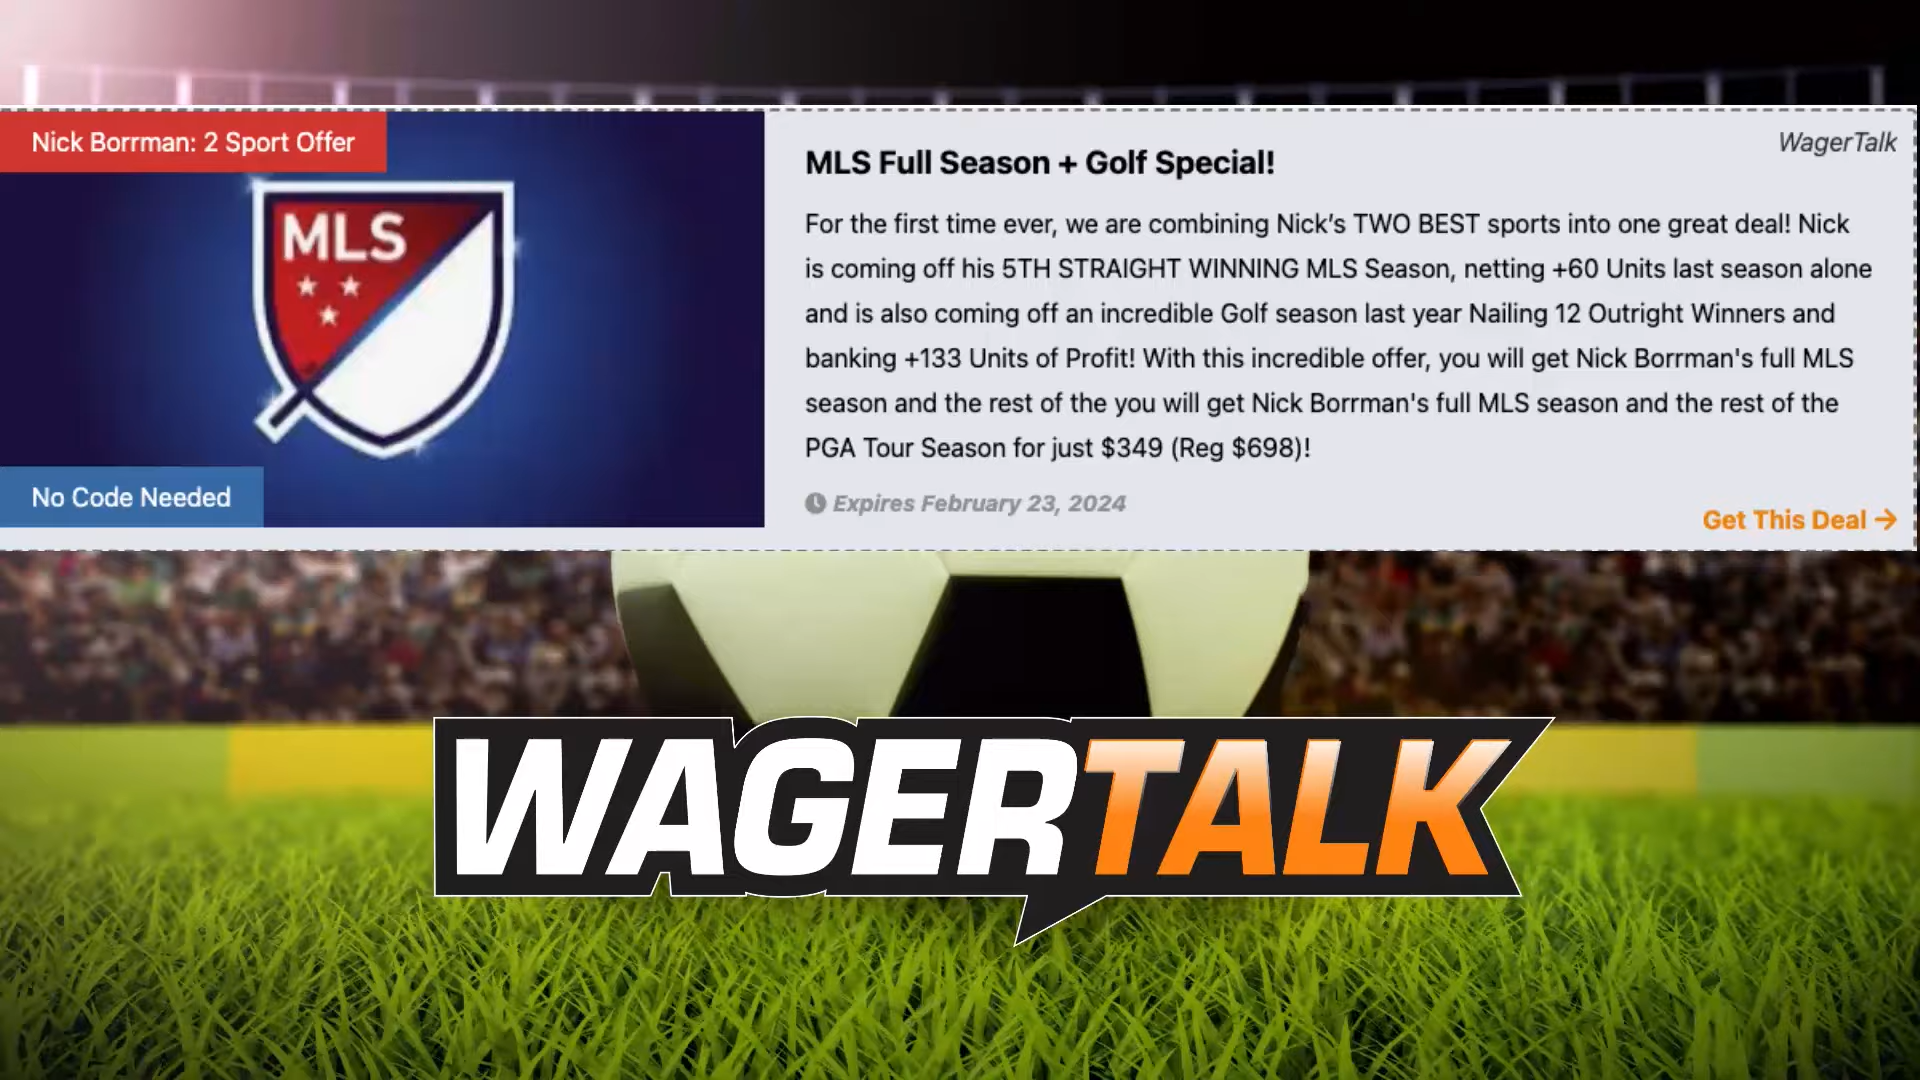 Nick Borrman: 2 Sport Offer
MLS
No Code Needed
WagerTalk
MLS Full Season + Golf Special!
For the first time ever, we are combining Nick's TWO BEST sports into one great deal! Nick
is coming off his 5TH STRAIGHT WINNING MLS Season, netting +60 Units last season alone
and is also coming off an incredible Golf season last year Nailing 12 Outright Winners and
banking +133 Units of Profit! With this incredible offer, you will get Nick Borrman's full MLS
season and the rest of the you will get Nick Borrman's full MLS season and the rest of the
PGA Tour Season for just $349 (Reg $698)!
Expires February 23, 2024
Get This Deal →
WAGERTALK